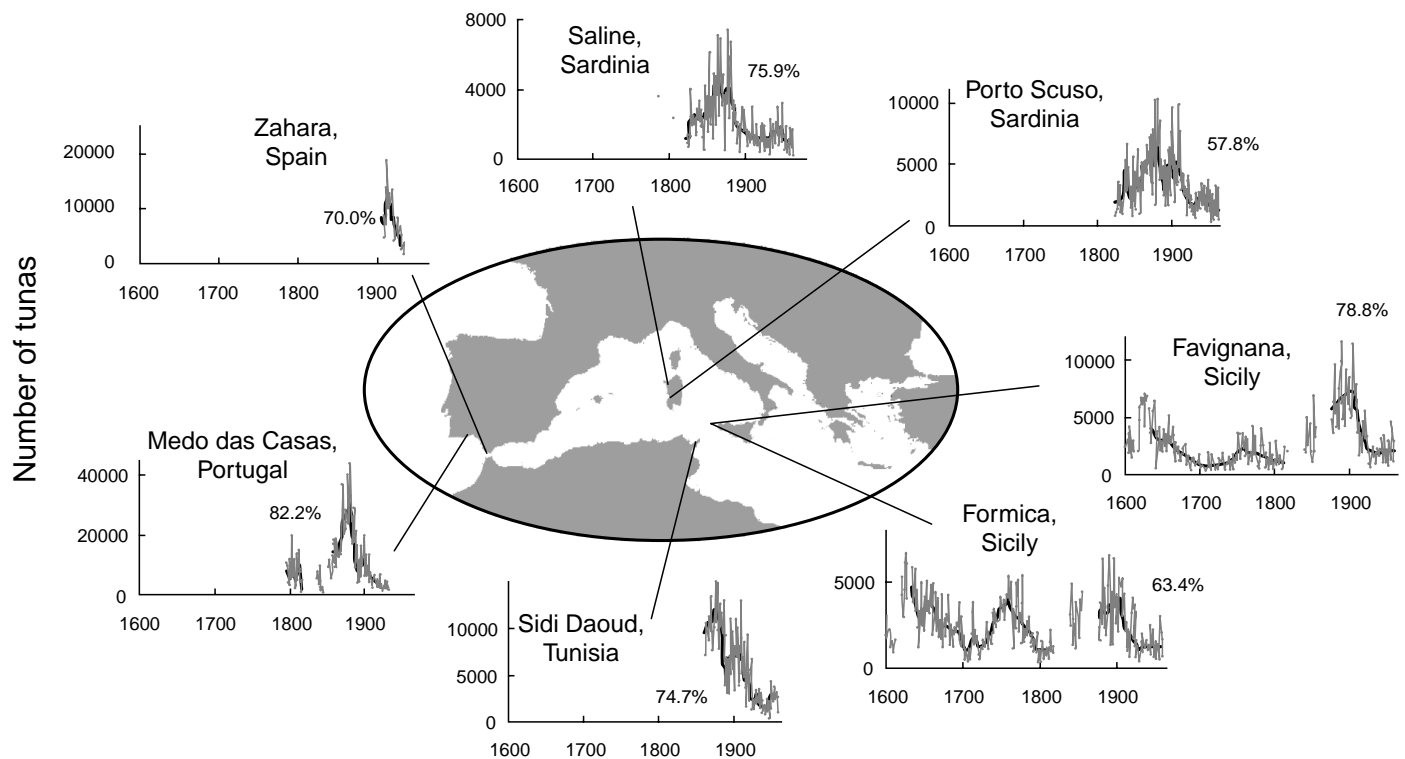 Number of tunas
Saline,
Sardinia
8000
4000
0
75.9%
1600 1700 1800 1900
Porto Scuso,
Sardinia
10000
5000
0
57.8%
1600 1700 1800 1900
Zahara,
Spain
20000
10000
0
70.0%
1600 1700 1800 1900
Favignana,
Sicily
78.8%
10000
5000
0
1600 1700 1800 1900
Medo das Casas,
Portugal
40000
20000
0
82.2%
1600 1700 1800 1900
Sidi Daoud,
Tunisia
10000
5000
0
74.7%
1600 1700 1800 1900
Formica,
Sicily
5000
0
63.4%
1600 1700 1800 1900